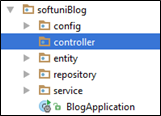 softuniBlog
config
controller
entity
repository
service
BlogApplication